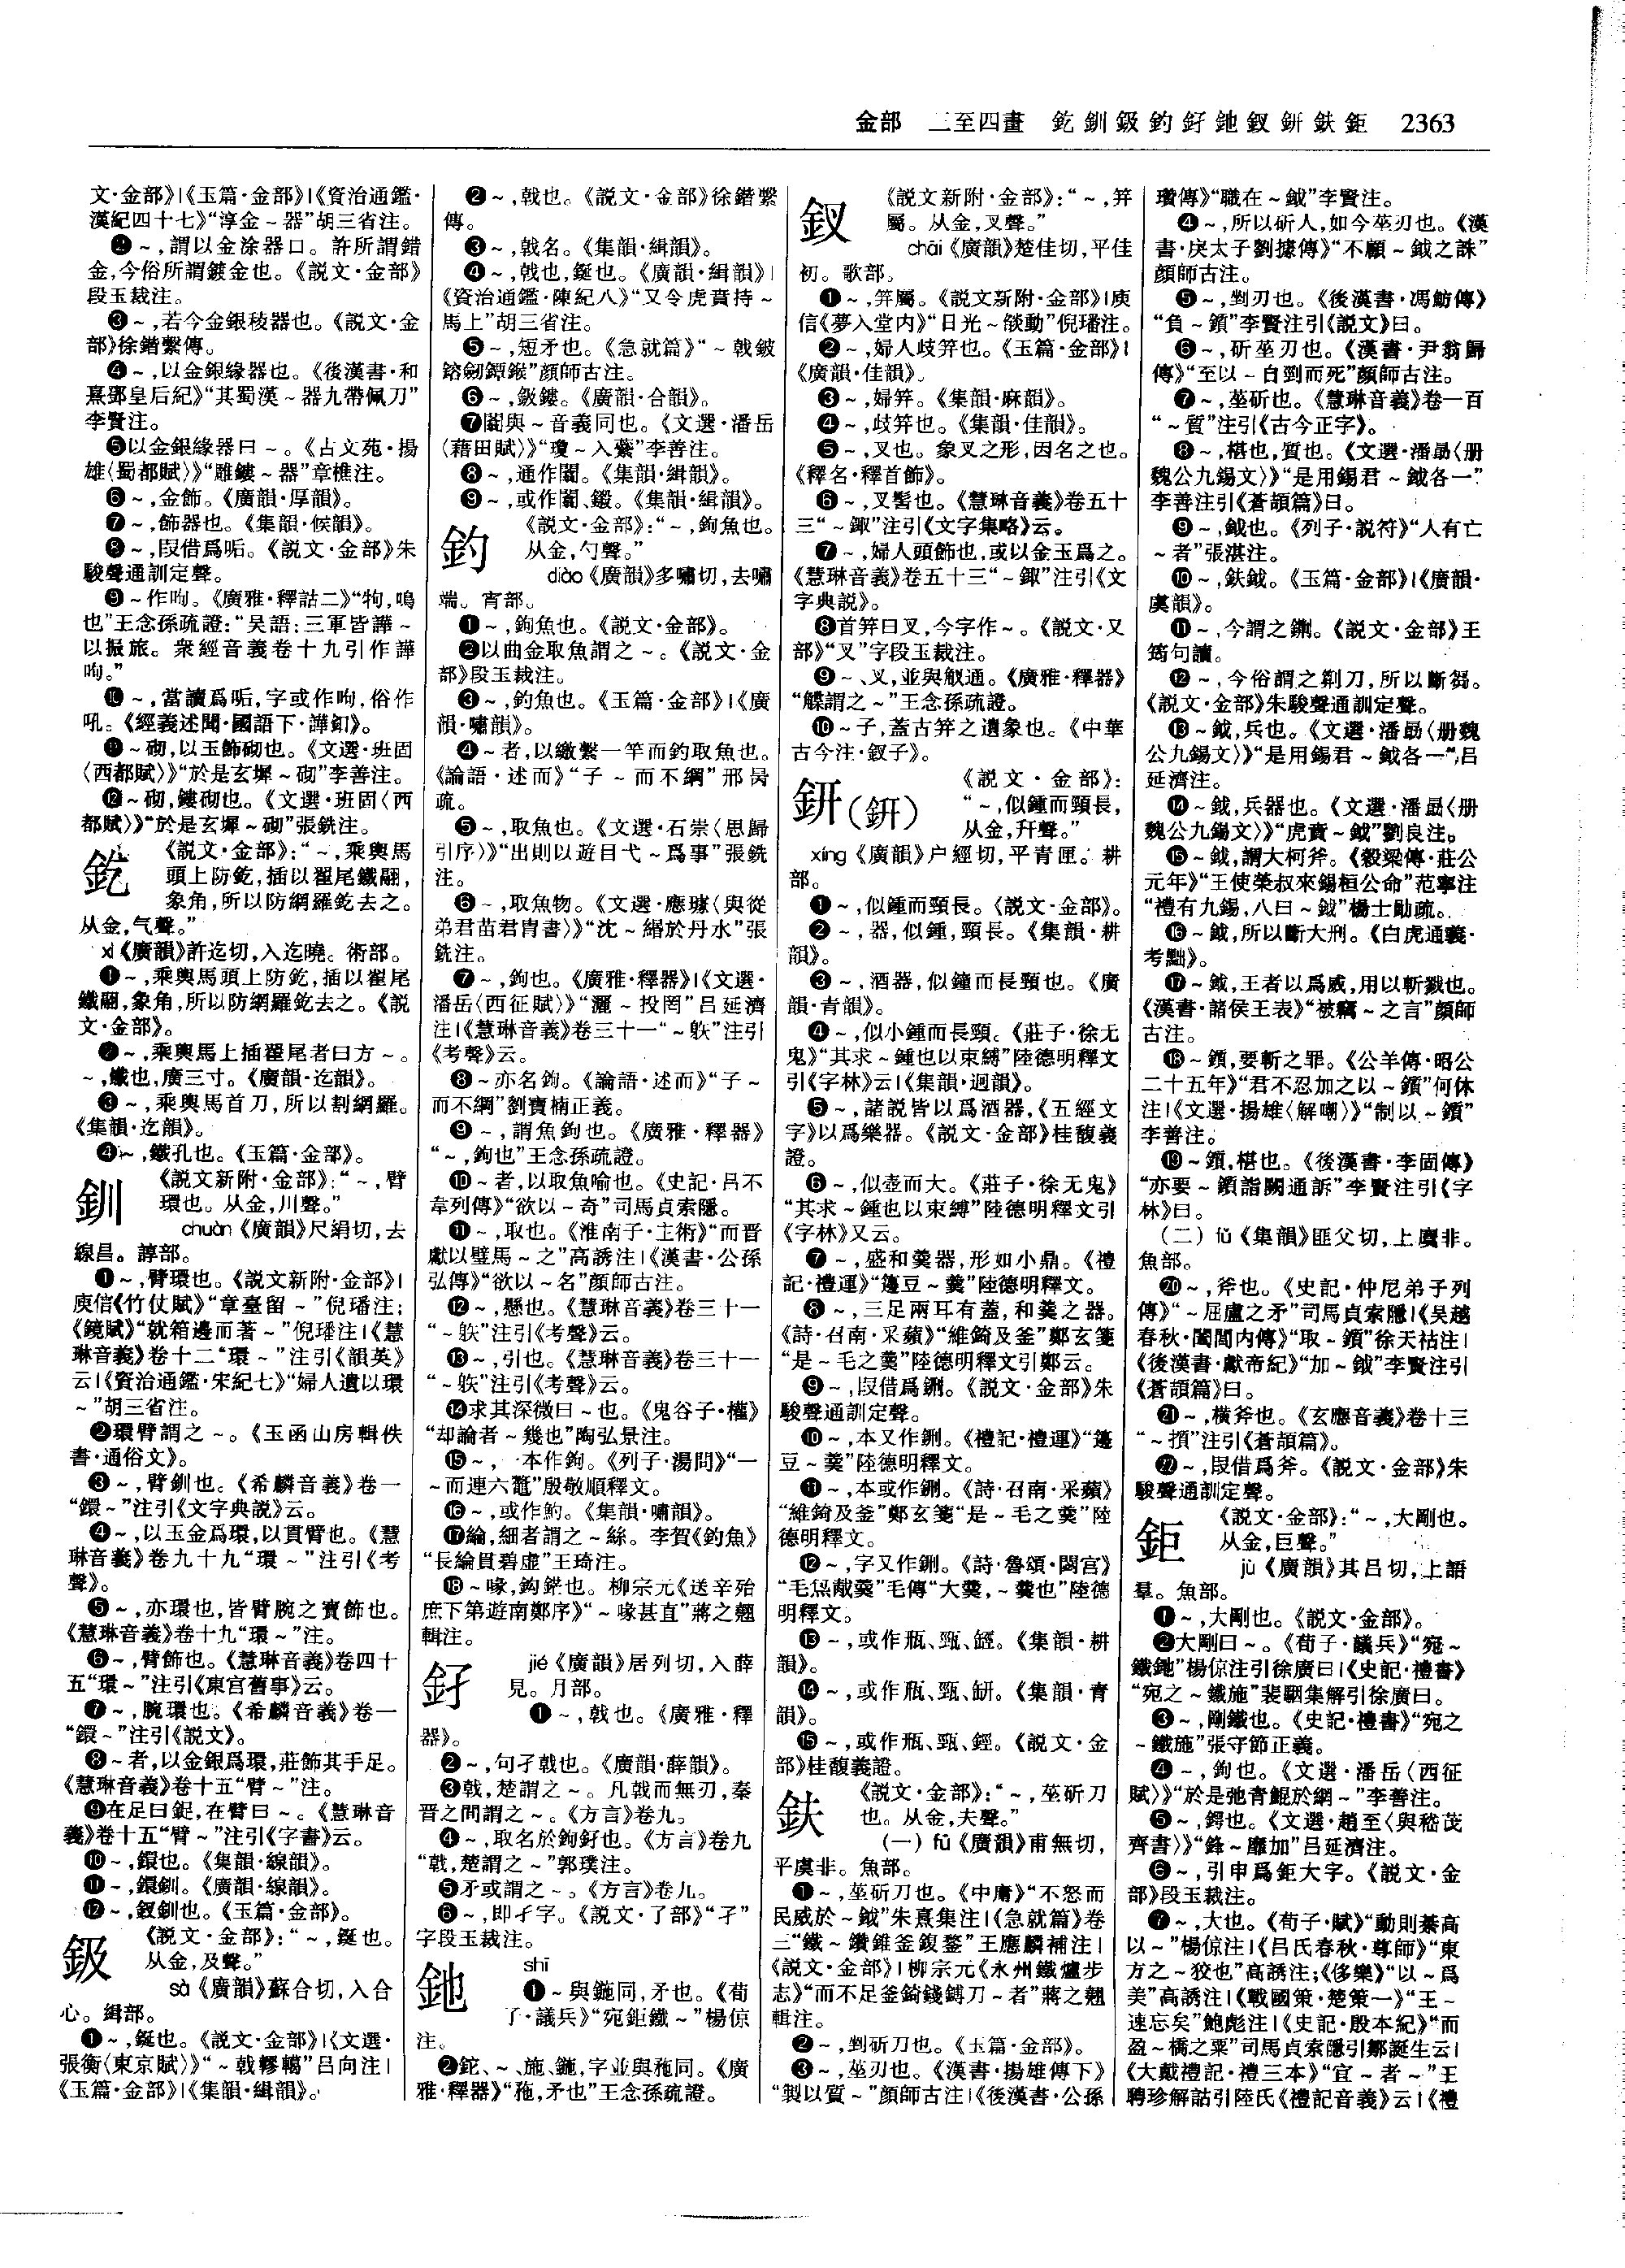 金部　二至四畫　釳釧鈒釣釨鉇釵鈃鈇鉅　2363
文·金部》|《玉篇·金部》|《資治通鑑·
漢紀四十七》“淳金～器”胡三省注。
❷～,謂以金涂器口。許所謂錯
金,今俗所謂鍍金也。《説文·金部》
段玉裁注。
❸～,若今金銀稜器也。《説文·金
部》徐鍇繫傳。
❹～,以金銀緣器也。《後漢書·和
熹鄧皇后紀》“其蜀漢～器九帶佩刀”
李賢注。
❺以金銀緣器曰～。《古文苑·揚
雄〈蜀都賦〉》“雕鏤～器”章樵注。
❻～,金飾。《廣韻·厚韻》。
❼～,飾器也。《集韻·候韻》。
❽～,叚借爲垢。《説文·金部》朱
駿聲通訓定聲。
❾～作呴。《廣雅·釋詁二》“㸸,鳴
也”王念孫疏證:“吴語:三軍皆譁～
以振旅。衆經音義卷十九引作譁
呴。”
❿～,當讀爲㖃,字或作呴,俗作
吼。《經義述聞·國語下·譁釦》。
⓫～砌,以玉飾砌也。《文選·班固
〈西都賦〉》“於是玄墀～砌”李善注。
⓬～砌,鏤砌也。《文選·班固〈西
都賦〉》“於是玄墀～砌”張銑注。
釳
《説文·金部》:“～,乘輿馬
頭上防釳,插以翟尾鐵翮,
象角,所以防網羅釳去之。
从金,气聲。”
xì《廣韻》許迄切,入迄曉。術部。
❶～,乘輿馬頭上防釳,插以翟尾
鐵翮,象角,所以防網羅釳去之。《説
文·金部》。
❷～,乘輿馬上插翟尾者曰方～。
～,鐵也,廣三寸。《廣韻·迄韻》。
❸～,乘輿馬首刀,所以割網羅。
《集韻·迄韻》。
❹～,鐵孔也。《玉篇·金部》。
釧
《説文新附·金部》:“～,臂
環也。从金,川聲。”
chuàn《廣韻》尺絹切,去
線昌。諄部。
❶～,臂環也。《説文新附·金部》|
庾信《竹仗賦》“章臺留～”倪璠注;
《鏡賦》“就箱邊而著～”倪璠注|《慧
琳音義》卷十二“環～”注引《韻英》
云|《資治通鑑·宋紀七》“婦人遺以環
～”胡三省注。
❷環臂謂之～。《玉函山房輯佚
書·通俗文》。
❸～,臂釧也。《希麟音義》卷一
“鐶～”注引《文字典説》云。
❹～,以玉金爲環,以貫臂也。《慧
琳音義》卷九十九“環～”注引《考
聲》。
❺～,亦環也,皆臂腕之寶飾也。
《慧琳音義》卷十九“環～”注。
❻～,臂飾也。《慧琳音義》卷四十
五“環～”注引《東宫舊事》云。
❼～,腕環也。《希麟音義》卷一
“鐶～”注引《説文》。
❽～者,以金銀爲環,莊飾其手足。
《慧琳音義》卷十五“臂～”注。
❾在足曰鋜,在臂曰～。《慧琳音
義》卷十五“臂～”注引《字書》云。
❿～,鐶也。《集韻·線韻》。
⓫～,鐶釧。《廣韻·線韻》。
⓬～,釵釧也。《玉篇·金部》。
鈒
《説文·金部》:“～,鋋也。
从金,及聲。”
sà《廣韻》蘇合切,入合
心。緝部。
❶～,鋋也。《説文·金部》|《文選·
張衡〈東京賦〉》“～戟轇輵”吕向注|
《玉篇·金部》|《集韻·緝韻》。
❷～,戟也。《説文·金部》徐鍇繫
傳。
❸～,戟名。《集韻·緝韻》。
❹～,戟也,鋋也。《廣韻·緝韻》|
《資治通鑑·陳紀八》“又令虎賁持～
馬上”胡三省注。
❺～,短矛也。《急就篇》“～戟鈹
鎔劒鐔鍭”顔師古注。
❻～,鈒鏤。《廣韻·合韻》。
❼闟與～音義同也。《文選·潘岳
〈藉田賦〉》“瓊～入蘂”李善注。
❽～,通作闟。《集韻·緝韻》。
❾～,或作闟、鎩。《集韻·緝韻》。
釣
《説文·金部》:“～,鉤魚也。
从金,勺聲。”
diào《廣韻》多嘯切,去嘯
端。宵部。
❶～,鉤魚也。《説文·金部》。
❷以曲金取魚謂之～。《説文·金
部》段玉裁注。
❸～,釣魚也。《玉篇·金部》|《廣
韻·嘯韻》。
❹～者,以繳繫一竿而釣取魚也。
《論語·述而》“子～而不綱”邢昺
疏。
❺～,取魚也。《文選·石崇〈思歸
引序〉》“出則以遊目弋～爲事”張銑
注。
❻～,取魚物。《文選·應璩〈與從
弟君苗君胄書〉》“沈～緡於丹水”張
銑注。
❼～,鉤也。《廣雅·釋器》|《文選·
潘岳〈西征賦〉》“灑～投罔”吕延濟
注|《慧琳音義》卷三十一“～䠶”注引
《考聲》云。
❽～亦名鉤。《論語·述而》“子～
而不綱”劉寶楠正義。
❾～,謂魚鉤也。《廣雅·釋器》
“～,鉤也”王念孫疏證。
❿～者,以取魚喻也。《史記·吕不
韋列傳》“欲以～奇”司馬貞索隱。
⓫～,取也。《淮南子·主術》“而晋
獻以璧馬～之”高誘注|《漢書·公孫
弘傳》“欲以～名”顔師古注。
⓬～,懸也。《慧琳音義》卷三十一
“～䠶”注引《考聲》云。
⓭～,引也。《慧琳音義》卷三十一
“～䠶”注引《考聲》云。
⓮求其深微曰～也。《鬼谷子·權》
“却論者～幾也”陶弘景注。
⓯～, 本作鉤。《列子·湯問》“一
～而連六鼇”殷敬順釋文。
⓰～,或作魡。《集韻·嘯韻》。
⓱綸,細者謂之～絲。李賀《釣魚》
“長綸貫碧虚”王琦注。
⓲～喙,鉤鋩也。柳宗元《送辛殆
庶下第遊南鄭序》“～喙甚直”蔣之翹
輯注。
釨
jié《廣韻》居列切,入薛
見。月部。
❶～,戟也。《廣雅·釋
器》。
❷～,句孑戟也。《廣韻·薛韻》。
❸戟,楚謂之～。凡戟而無刃,秦
晋之間謂之～。《方言》卷九。
❹～,取名於鉤釨也。《方言》卷九
“戟,楚謂之～”郭璞注。
❺矛或謂之～。《方言》卷九。
❻～,即孑字。《説文·了部》“孑”
字段玉裁注。
鉇
shī
❶～與鍦同,矛也。《荀
子·議兵》“宛鉅鐵～”楊倞
注。
❷鉈、～、施、鍦,字並與䂠同。《廣
雅·釋器》“䂠,矛也”王念孫疏證。
釵
《説文新附·金部》:“～,笄
屬。从金,叉聲。”
chāi《廣韻》楚佳切,平佳
初。歌部。
❶～,笄屬。《説文新附·金部》|庾
信《夢入堂内》“日光～燄動”倪璠注。
❷～,婦人歧笄也。《玉篇·金部》|
《廣韻·佳韻》。
❸～,婦笄。《集韻·麻韻》。
❹～,歧笄也。《集韻·佳韻》。
❺～,叉也。象叉之形,因名之也。
《釋名·釋首飾》。
❻～,叉髻也。《慧琳音義》卷五十
三“～鏉”注引《文字集略》云。
❼～,婦人頭飾也,或以金玉爲之。
《慧琳音義》卷五十三“～鏉”注引《文
字典説》。
❽首笄曰叉,今字作～。《説文·又
部》“叉”字段玉裁注。
❾～、叉,並與䑡通。《廣雅·釋器》
“艓謂之～”王念孫疏證。
❿～子,蓋古笄之遺象也。《中華
古今注·釵子》。
鈃(鈃)
《説文·金部》:
“～,似鍾而頸長,
从金,幵聲。”
xíng《廣韻》户經切,平青匣。耕
部。
❶～,似鍾而頸長。《説文·金部》。
❷～,器,似鍾,頸長。《集韻·耕
韻》。
❸～,酒器,似鐘而長頸也。《廣
韻·青韻》。
❹～,似小鍾而長頸。《莊子·徐无
鬼》“其求～鍾也以束縛”陸德明釋文
引《字林》云|《集韻·迥韻》。
❺～,諸説皆以爲酒器,《五經文
字》以爲樂器。《説文·金部》桂馥義
證。
❻～,似壺而大。《莊子·徐无鬼》
“其求～鍾也以束縛”陸德明釋文引
《字林》又云。
❼～,盛和羹器,形如小鼎。《禮
記·禮運》“籩豆～羹”陸德明釋文。
❽～,三足兩耳有蓋,和羹之器。
《詩·召南·采蘋》“維錡及釜”鄭玄箋
“是～芼之羹”陸德明釋文引鄭云。
❾～,叚借爲鉶。《説文·金部》朱
駿聲通訓定聲。
❿～,本又作鉶。《禮記·禮運》“籩
豆～羹”陸德明釋文。
⓫～,本或作鉶。《詩·召南·采蘋》
“維錡及釜”鄭玄箋“是～芼之羹”陸
德明釋文。
⓬～,字又作鉶。《詩·魯頌·閟宫》
“毛炰胾羹”毛傳“大羹,～羹也”陸德
明釋文。
⓭～,或作瓶、甄、鋞。《集韻·耕
韻》。
⓮～,或作瓶、甄、缾。《集韻·青
韻》。
⓯～,或作瓶、甄、鋞。《説文·金
部》桂馥義證。
鈇
《説文·金部》:“～,莝斫刀
也。从金,夫聲。”
(一) fū《廣韻》甫無切,
平虞非。魚部。
❶～,莝斫刀也。《中庸》“不怒而
民威於～鉞”朱熹集注|《急就篇》卷
三“鐵～鑽錐釜鍑鍪”王應麟補注|
《説文·金部》|柳宗元《永州鐵爐步
志》“而不足釜錡錢鎛刀～者”蔣之翹
輯注。
❷～,剉斫刀也。《玉篇·金部》。
❸～,莝刃也。《漢書·揚雄傳下》
“製以質～”顔師古注|《後漢書·公孫
瓚傳》“職在～鉞”李賢注。
❹～,所以斫人,如今莝刃也。《漢
書·戾太子劉據傳》“不顧～鉞之誅”
顔師古注。
❺～,剉刃也。《後漢書·馮魴傳》
“負～鑕”李賢注引《説文》曰。
❻～,斫莝刃也。《漢書·尹翁歸
傳》“至以～自剄而死”顔師古注。
❼～,莝斫也。《慧琳音義》卷一百
“～質”注引《古今正字》。
❽～,椹也,質也。《文選·潘勗〈册
魏公九錫文〉》“是用錫君～鉞各一”
李善注引《蒼頡篇》曰。
❾～,鉞也。《列子·説符》“人有亡
～者”張湛注。
❿～,鈇鉞。《玉篇·金部》|《廣韻·
虞韻》。
⓫～,今謂之鍘。《説文·金部》王
筠句讀。
⓬～,今俗謂之剃刀,所以斷芻。
《説文·金部》朱駿聲通訓定聲。
⓭～鉞,兵也。《文選·潘勗〈册魏
公九錫文〉》“是用錫君～鉞各一”吕
延濟注。
⓮～鉞,兵器也。《文選·潘勗〈册
魏公九錫文〉》“虎賁～鉞”劉良注。
⓯～鉞,謂大柯斧。《穀梁傳·莊公
元年》“王使榮叔來錫桓公命”范寧注
“禮有九錫,八曰～鉞”楊士勛疏。
⓰～鉞,所以斷大刑。《白虎通義·
考黜》。
⓱～鉞,王者以爲威,用以斬戮也。
《漢書·諸侯王表》“被竊～之言”顔師
古注。
⓲～鑕,要斬之罪。《公羊傳·昭公
二十五年》“君不忍加之以～鑕”何休
注|《文選·揚雄〈解嘲〉》“制以～鑕”
李善注。
⓳～鑕,椹也。《後漢書·李固傳》
“亦要～鑕詣闕通訴”李賢注引《字
林》曰。
(二) fǔ《集韻》匪父切,上麌非。
魚部。
⓴～,斧也。《史記·仲尼弟子列
傳》“～屈盧之矛”司馬貞索隱|《吴越
春秋·闔閭内傳》“取～鑕”徐天祜注|
《後漢書·獻帝紀》“加～鉞”李賢注引
《蒼頡篇》曰。
㉑～,横斧也。《玄應音義》卷十三
“～㩌”注引《蒼頡篇》。
㉒～,叚借爲斧。《説文·金部》朱
駿聲通訓定聲。
鉅
《説文·金部》:“～,大剛也。
从金,巨聲。”
jù《廣韻》其吕切,上語
羣。魚部。
❶～,大剛也。《説文·金部》。
❷大剛曰～。《荀子·議兵》“宛～
鐵鉇”楊倞注引徐廣曰|《史記·禮書》
“宛之～鐵施”裴駰集解引徐廣曰。
❸～,剛鐵也。《史記·禮書》“宛之
～鐵施”張守節正義。
❹～,鉤也。《文選·潘岳〈西征
賦〉》“於是弛青鯤於網～”李善注。
❺～,鍔也。《文選·趙至〈與嵇茂
齊書〉》“鋒～靡加”吕延濟注。
❻～,引申爲鉅大字。《説文·金
部》段玉裁注。
❼～,大也。《荀子·賦》“動則綦高
以～”楊倞注|《吕氏春秋·尊師》“東
方之～狡也”高誘注;《侈樂》“以～爲
美”高誘注|《戰國策·楚策一》“王～
速忘矣”鮑彪注|《史記·殷本紀》“而
盈～橋之粟”司馬貞索隱引鄒誕生云|
《大戴禮記·禮三本》“宜～者～”王
聘珍解詁引陸氏《禮記音義》云|《禮